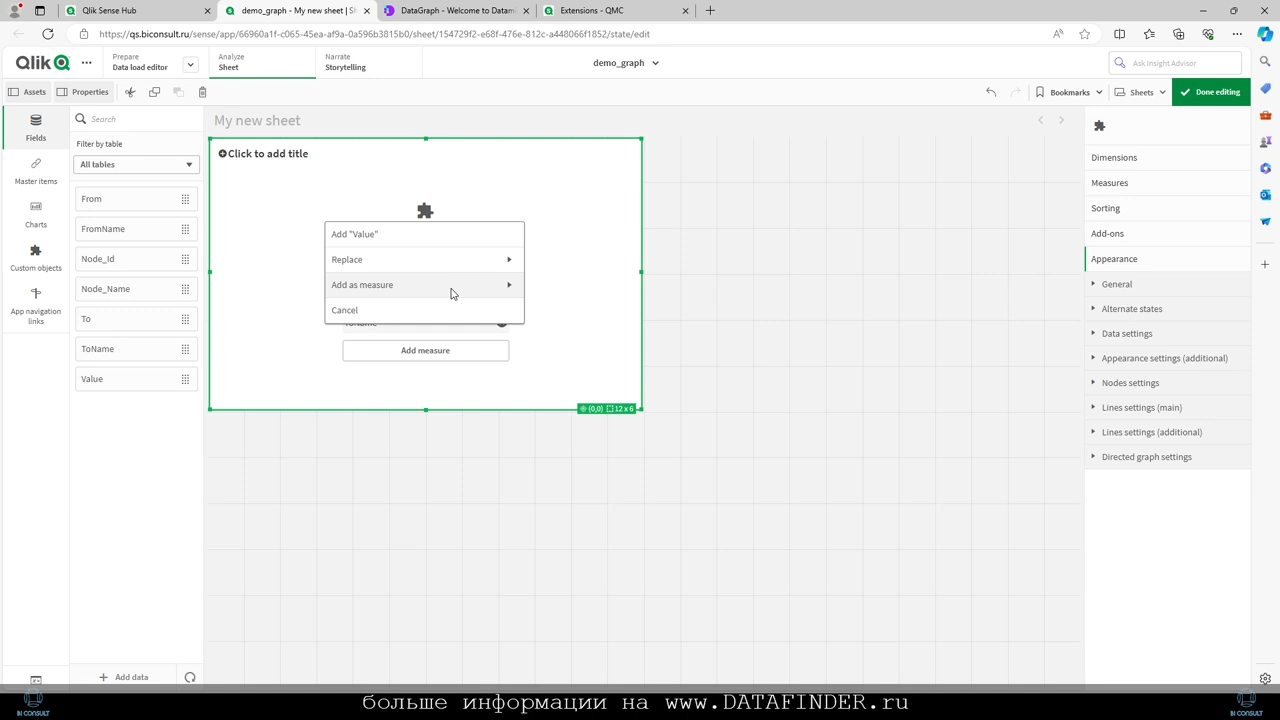 Qlik Sense Hub
demo_graph - My new sheet | Sh
DataGraph - Welcome to Datam
Extensions - QMC
https://qs.biconsult.ru/sense/app/66960a1f-c065-45ea-af9a-0a596b3815b0/sheet/154729f2-e68f-476e-812c-a448066f1852/state/edit
Qlik
Prepare
Data load editor
Analyze
Sheet
Narrate
Storytelling
demo_graph
Ask Insight Advisor
Assets
Properties
Bookmarks
Sheets
Done editing
Fields
Master items
Charts
Custom objects
App navigation
links
Search
Filter by table
All tables
From
FromName
Node_Id
Node_Name
To
ToName
Value
Add data
My new sheet
Click to add title
Add "Value"
Replace
Add as measure
Cancel
ToName
Add measure
(0,0) 12 x 6
Dimensions
Measures
Sorting
Add-ons
Appearance
General
Alternate states
Data settings
Appearance settings (additional)
Nodes settings
Lines settings (main)
Lines settings (additional)
Directed graph settings
BI CONSULT
больше информации на www.DATAFINDER.ru
BI CONSULT